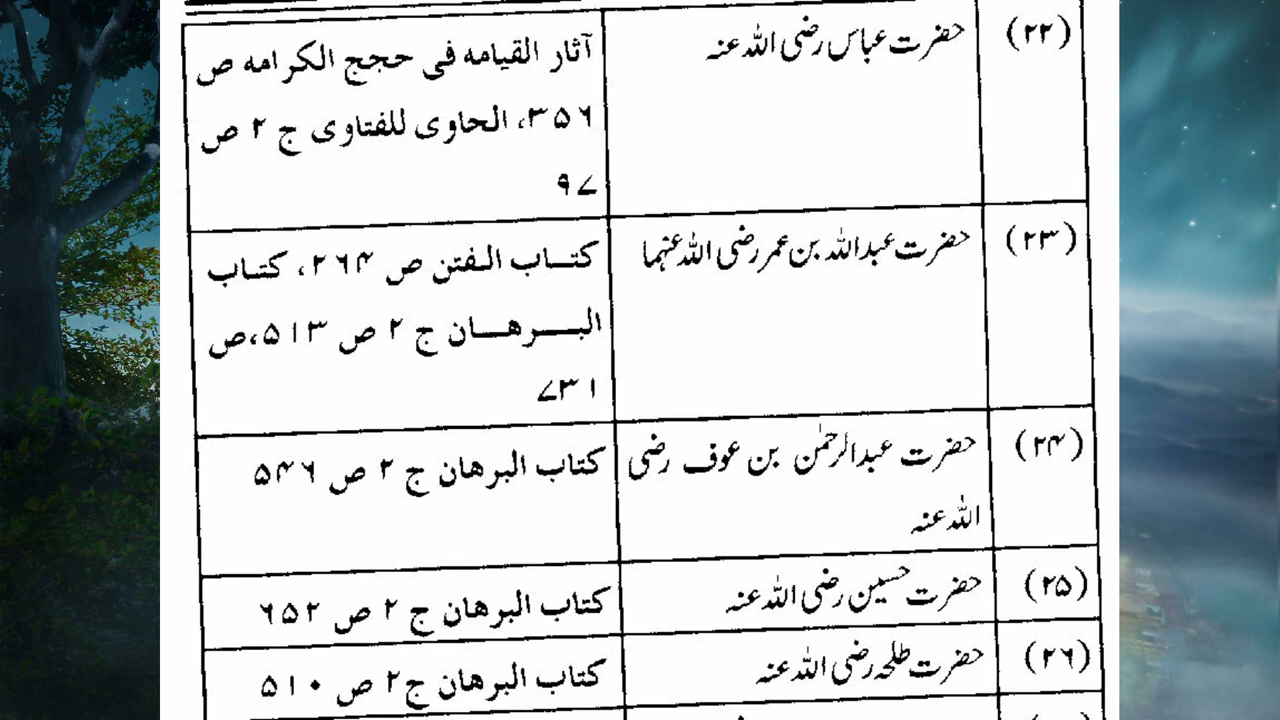 (۲۲) حضرت عباس رضی اللہ عنہ آثار القیامہ فی حجج الکرامہ ص
۳۵۶، الحاوی للفتاوی ج ۲ ص
۹۷
(۲۳) حضرت عبداللہ بن عمر رضی اللہ عنہما کتاب الفتن ص ۲۶۴، کتاب
البرھان ج ۲ ص ۵۱۳، ص
۷۳۱
(۲۴) حضرت عبدالرحمٰن بن عوف رضی کتاب البرھان ج ۲ ص ۵۴۶
اللہ عنہ
(۲۵) حضرت حسین رضی اللہ عنہ کتاب البرھان ج ۲ ص ۶۵۲
(۲۶) حضرت طلحہ رضی اللہ عنہ کتاب البرھان ج۲ ص ۵۱۰